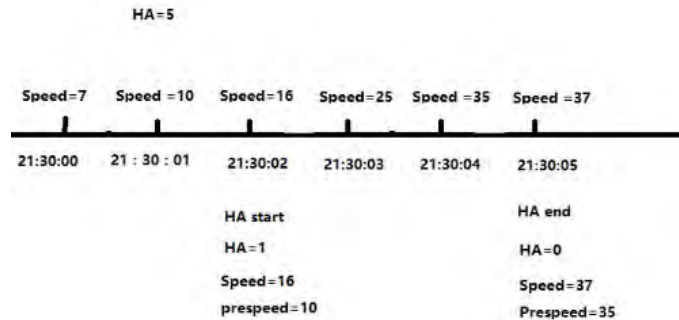 HA=5
Speed=7 Speed =10 Speed=16 Speed=25 Speed =35 Speed =37
21:30:00 21 : 30 : 01 21:30:02 21:30:03 21:30:04 21:30:05
HA start HA end
HA=1 HA=0
Speed=16 Speed=37
prespeed=10 Prespeed=35